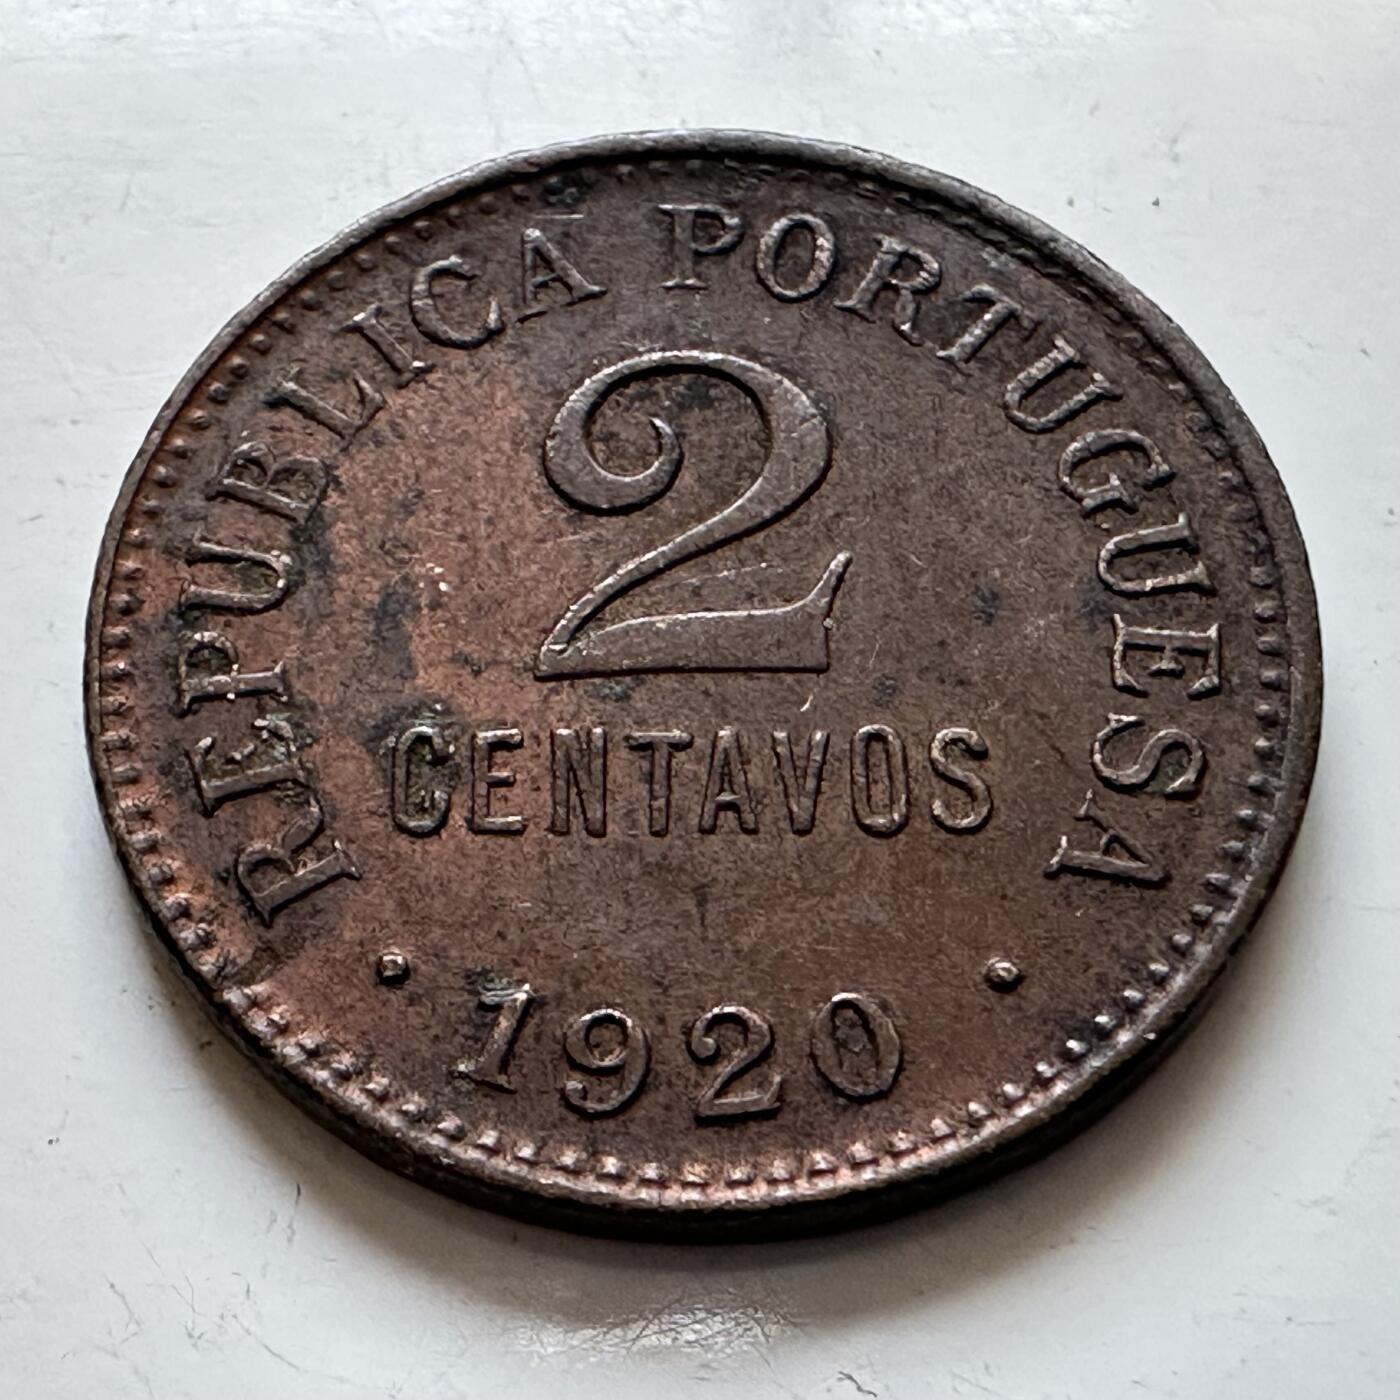 REPUBLICA PORTUGUESA
2
CENTAVOS
• 1920 •